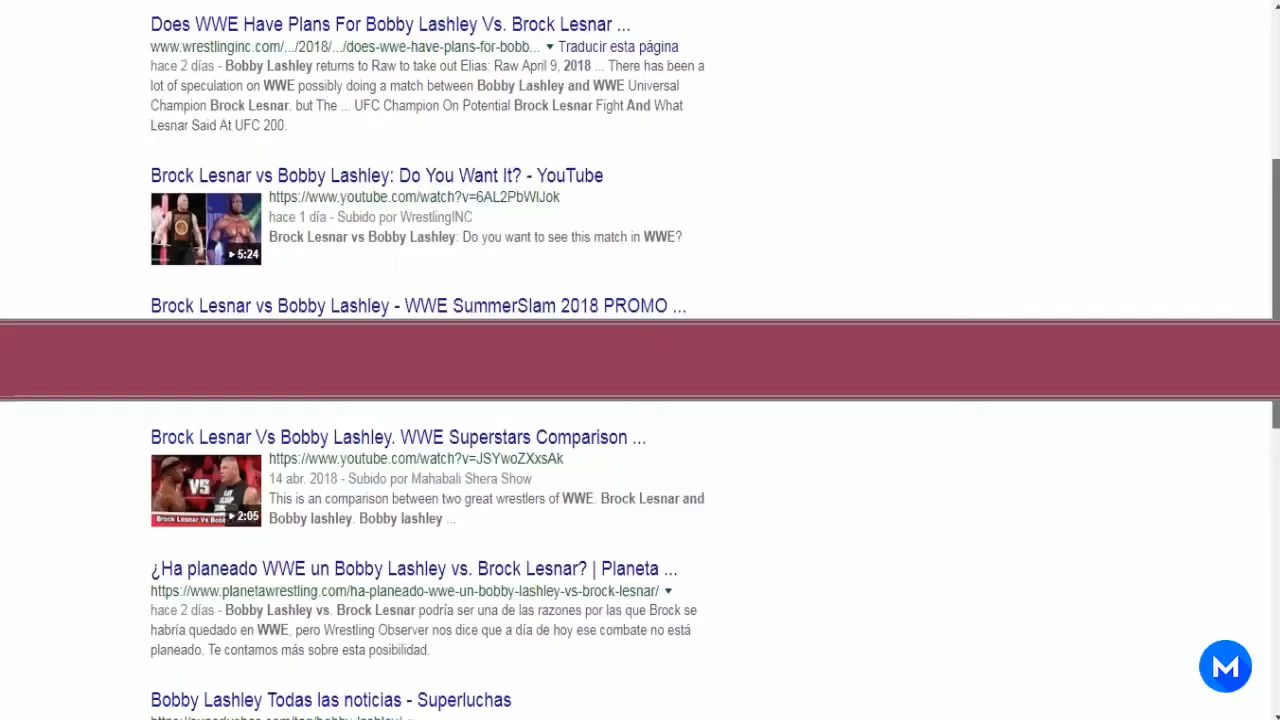 Does WWE Have Plans For Bobby Lashley Vs. Brock Lesnar ...
www.wrestlinginc.com/.../2018/.../does-wwe-have-plans-for-bobb... ▼ Traducir esta página
hace 2 días - Bobby Lashley returns to Raw to take out Elias: Raw April 9, 2018 ... There has been a
lot of speculation on WWE possibly doing a match between Bobby Lashley and WWE Universal
Champion Brock Lesnar. but The ... UFC Champion On Potential Brock Lesnar Fight And What
Lesnar Said At UFC 200.
Brock Lesnar vs Bobby Lashley: Do You Want It? - YouTube
https://www.youtube.com/watch?v=6AL2PbWlJok
hace 1 día - Subido por WrestlingINC
Brock Lesnar vs Bobby Lashley: Do you want to see this match in WWE?
5:24
Brock Lesnar vs Bobby Lashley - WWE SummerSlam 2018 PROMO ...
Brock Lesnar Vs Bobby Lashley. WWE Superstars Comparison ...
https://www.youtube.com/watch?v=JSYwoZXxsAk
14 abr. 2018 - Subido por Mahabali Shera Show
This is an comparison between two great wrestlers of WWE. Brock Lesnar and
Bobby lashley. Bobby lashley ...
VS
Brock Lesnar Vs Bobb
2:05
¿Ha planeado WWE un Bobby Lashley vs. Brock Lesnar? | Planeta ...
https://www.planetawrestling.com/ha-planeado-wwe-un-bobby-lashley-vs-brock-lesnar/ ▼
hace 2 días - Bobby Lashley vs. Brock Lesnar podría ser una de las razones por las que Brock se
habría quedado en WWE, pero Wrestling Observer nos dice que a día de hoy ese combate no está
planeado. Te contamos más sobre esta posibilidad.
Bobby Lashley Todas las noticias - Superluchas
M